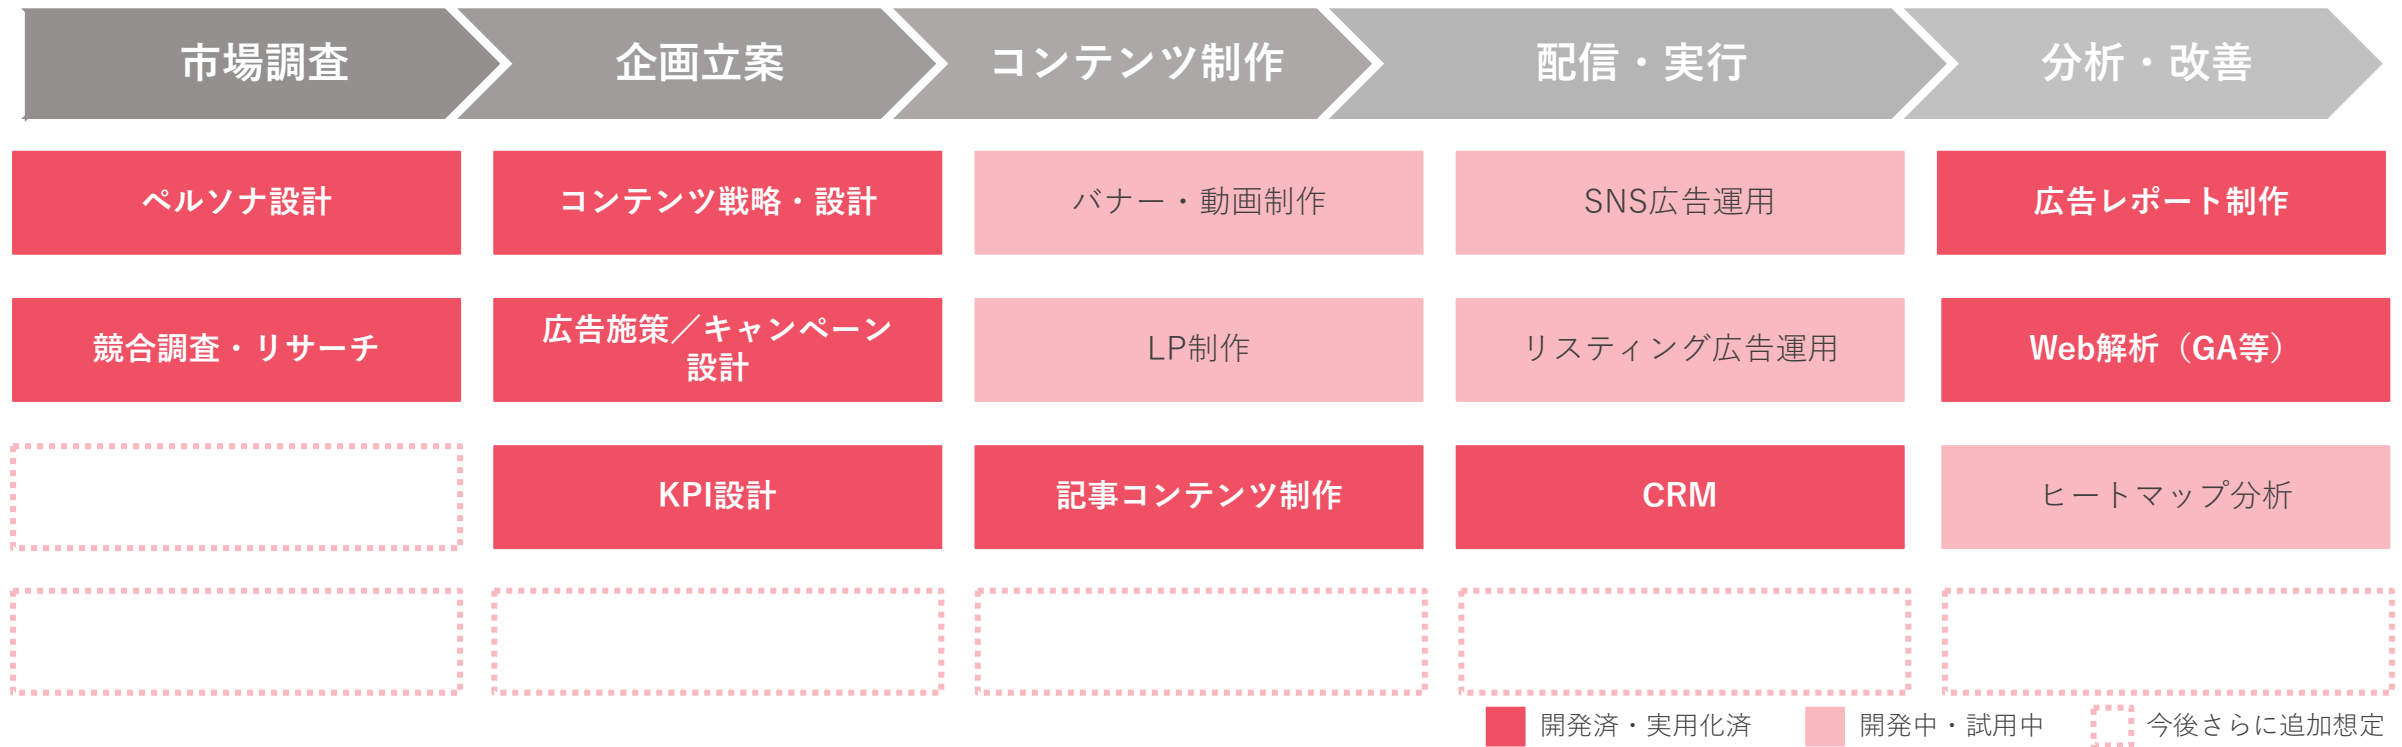 市場調査
企画立案
コンテンツ制作
配信・実行
分析・改善
ペルソナ設計
コンテンツ戦略・設計
バナー・動画制作
SNS広告運用
広告レポート制作
競合調査・リサーチ
広告施策／キャンペーン
設計
LP制作
リスティング広告運用
Web解析（GA等）
KPI設計
記事コンテンツ制作
CRM
ヒートマップ分析
開発済・実用化済
開発中・試用中
今後さらに追加想定